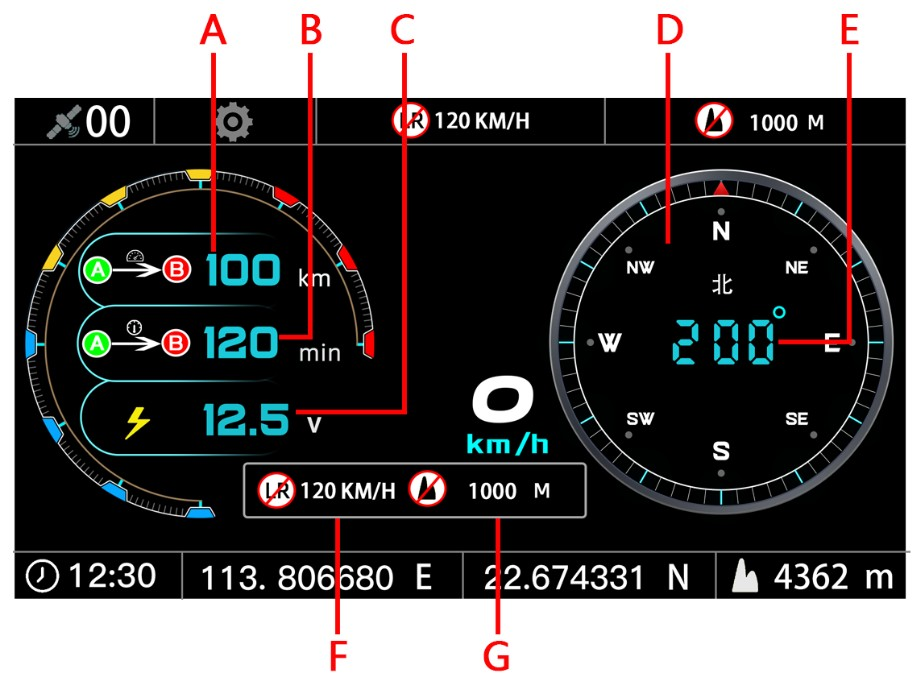 A B C D E
00 LR 120 KM/H 1000 M
N
NW NE
A B 100 km
北
A B 120 min
W 200° E
12.5 v
0
km/h
SW SE
S
LR 120 KM/H 1000 M
12:30 113. 806680 E 22.674331 N 4362 m
F G